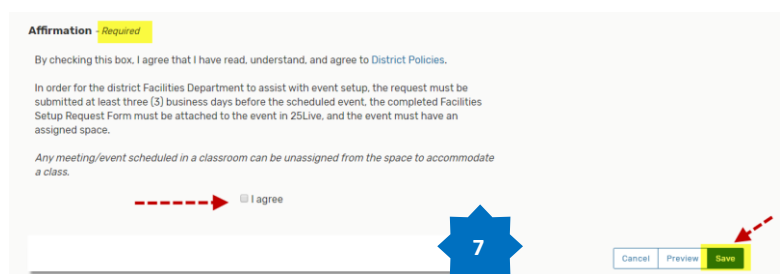 Affirmation - Required
By checking this box, I agree that I have read, understand, and agree to District Policies.
In order for the district Facilities Department to assist with event setup, the request must be
submitted at least three (3) business days before the scheduled event, the completed Facilities
Setup Request Form must be attached to the event in 25Live, and the event must have an
assigned space.
Any meeting/event scheduled in a classroom can be unassigned from the space to accommodate
a class.
I agree
7
Cancel Preview Save